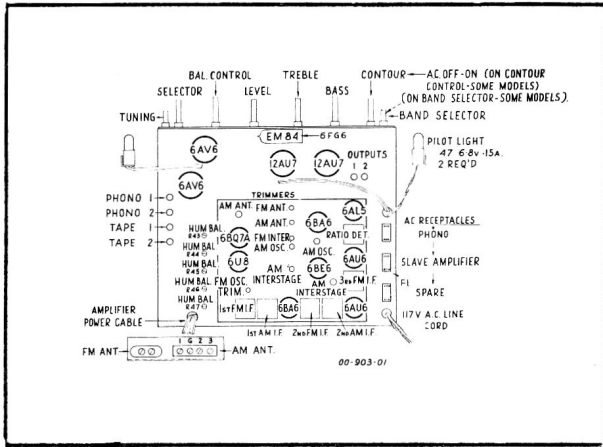 BAL. CONTROL
TREBLE
CONTOUR
A.C. OFF-ON (ON CONTOUR
CONTROL-SOME MODELS)
(ON BAND SELECTOR-SOME MODELS).
SELECTOR
LEVEL
BASS
TUNING
BAND SELECTOR
EM84
6FG6
6AV6
12AU7
12AU7
OUTPUTS
1 2
PILOT LIGHT
47 6·8V ·15A.
2 REQ'D
6AV6
PHONO 1
PHONO 2
TAPE 1
TAPE 2
TRIMMERS
AM ANT.
FM ANT.
AM ANT.
FM INTER
AM OSC.
6BA6
6AL5
RATIO DET.
AC RECEPTACLES
PHONO
HUM BAL.
R43
HUM BAL.
R44
HUM BAL.
R45
HUM BAL.
R46
HUM BAL.
R47
6BQ7A
6U8
AM OSC.
6BE6
6AU6
SLAVE AMPLIFIER
FM OSC.
TRIM.
AM
INTERSTAGE
AM
INTERSTAGE
3RD FM I.F.
F1
SPARE
1ST FM I.F.
6BA6
6AU6
AMPLIFIER
POWER CABLE
1ST AM I.F.
2ND FM I.F.
2ND AM I.F.
117V A.C. LINE
CORD
FM ANT.
1 G 2 3
AM ANT.
00-903-01